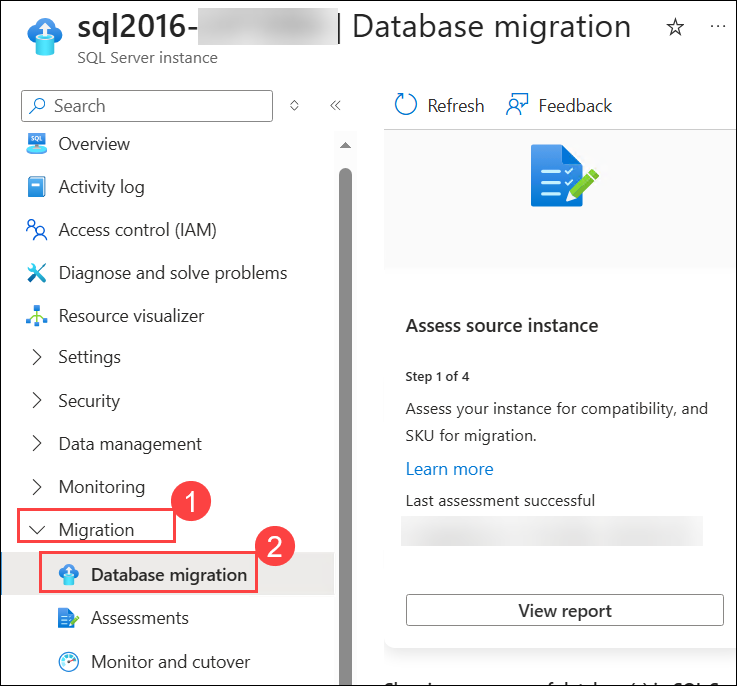 sql2016- | Database migration
SQL Server instance
Search
Refresh
Feedback
SQL
Overview
Activity log
Access control (IAM)
Diagnose and solve problems
Resource visualizer
Settings
Security
Data management
Monitoring
1
Migration
2
Database migration
Assessments
Monitor and cutover
Assess source instance
Step 1 of 4
Assess your instance for compatibility, and
SKU for migration.
Learn more
Last assessment successful
View report